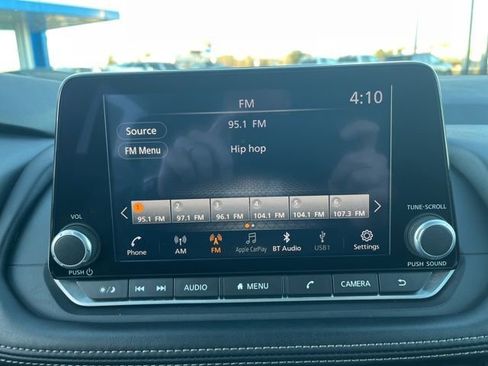 FM
4:10
Source
95.1 FM
FM Menu
Hip hop
1 2 3 4 5 6
95.1 FM 97.1 FM 96.1 FM 104.1 FM 104.1 FM 107.3 FM
VOL
TUNE·SCROLL
Phone AM FM Apple CarPlay BT Audio USB1 Settings
PUSH
PUSH SOUND
AUDIO MENU CAMERA